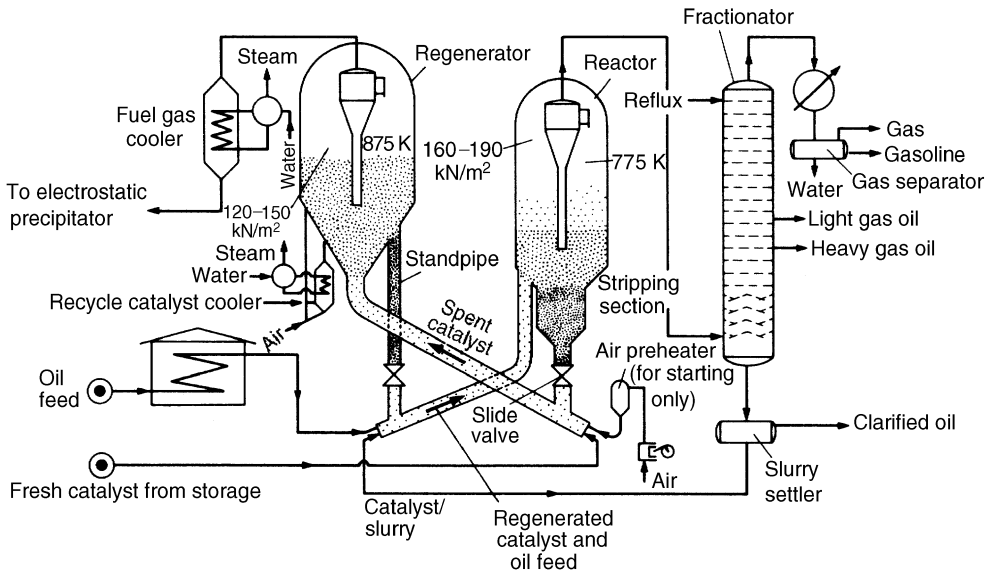 Fractionator
Steam
Regenerator
Reactor
Fuel gas
cooler
Water
875 K
160–190
kN/m²
775 K
Reflux
Gas
Gasoline
Water
Gas separator
To electrostatic
precipitator
120–150
kN/m²
Light gas oil
Heavy gas oil
Steam
Water
Standpipe
Recycle catalyst cooler
Stripping
section
Air
Spent
catalyst
Air preheater
(for starting
only)
Oil
feed
Slide
valve
Clarified oil
Fresh catalyst from storage
Air
Slurry
settler
Catalyst/
slurry
Regenerated
catalyst and
oil feed